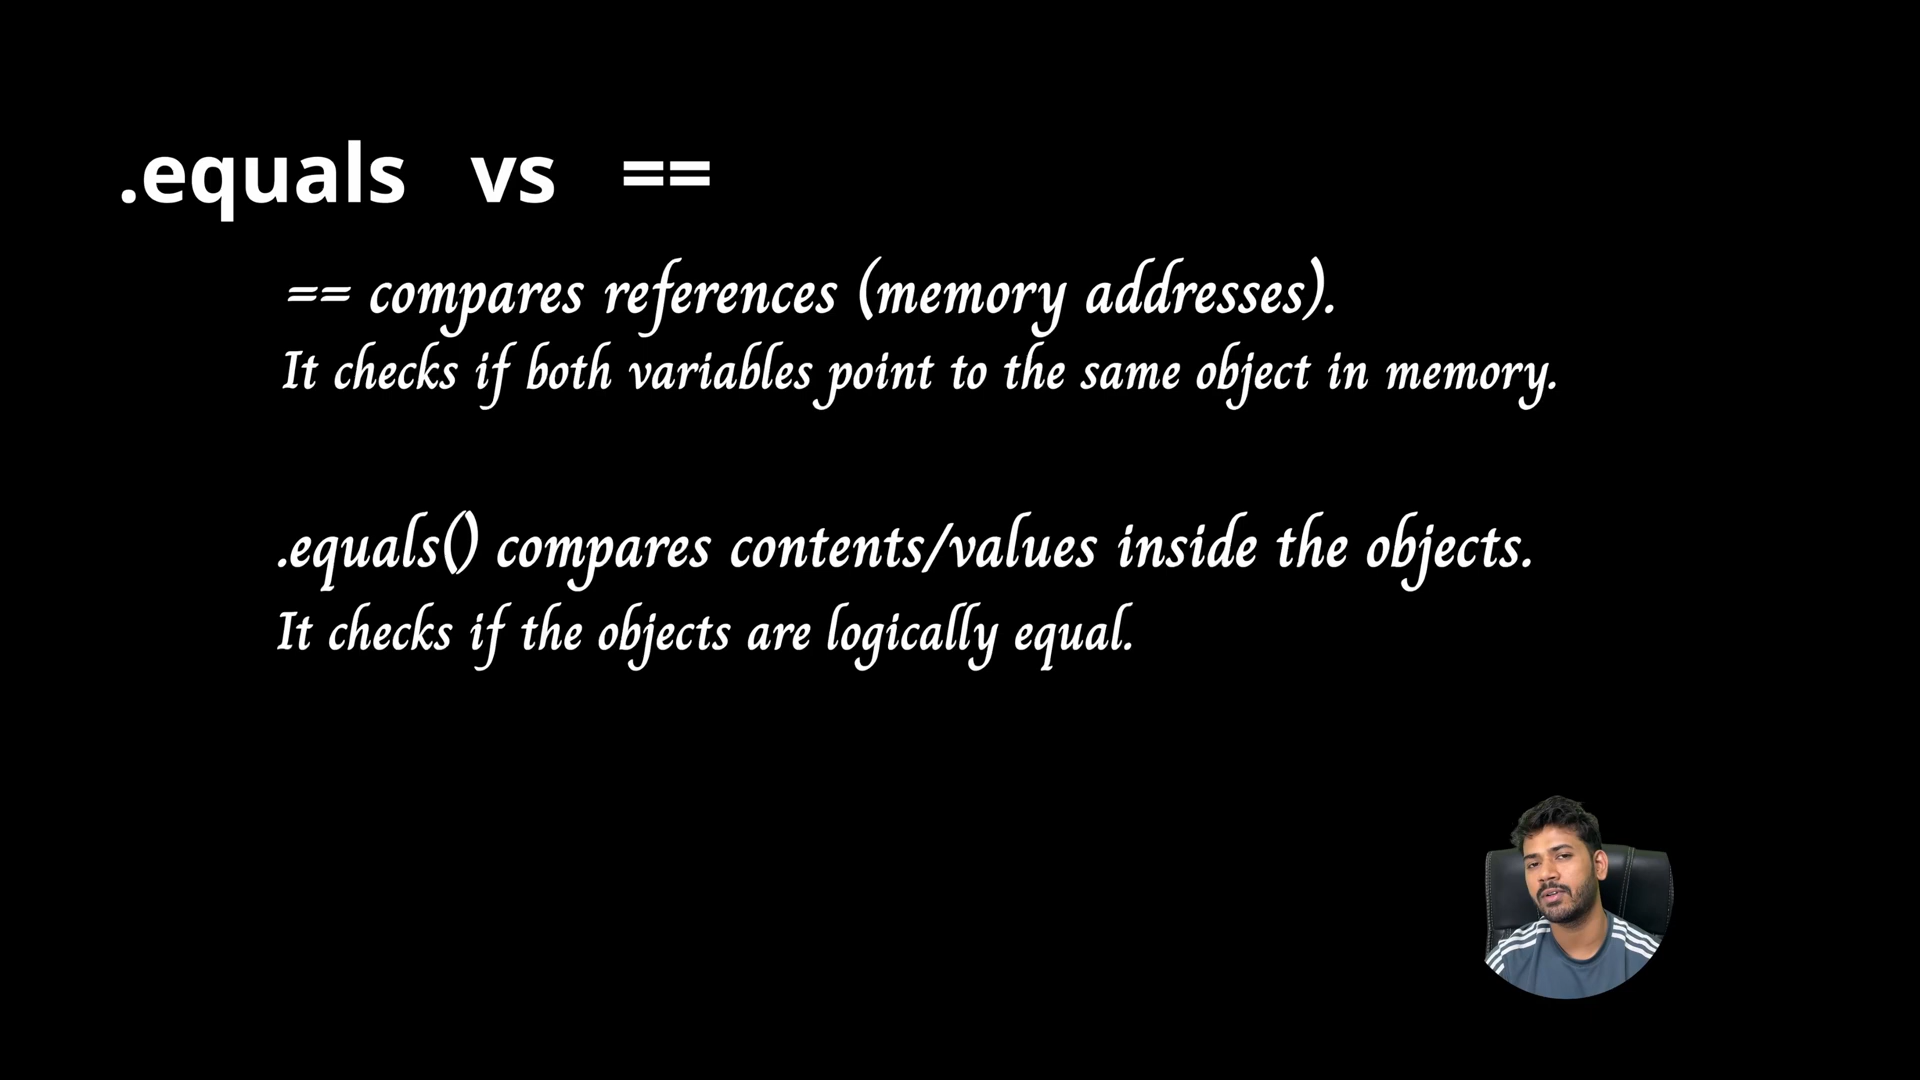 .equals vs ==
== compares references (memory addresses).
It checks if both variables point to the same object in memory.
.equals() compares contents/values inside the objects.
It checks if the objects are logically equal.